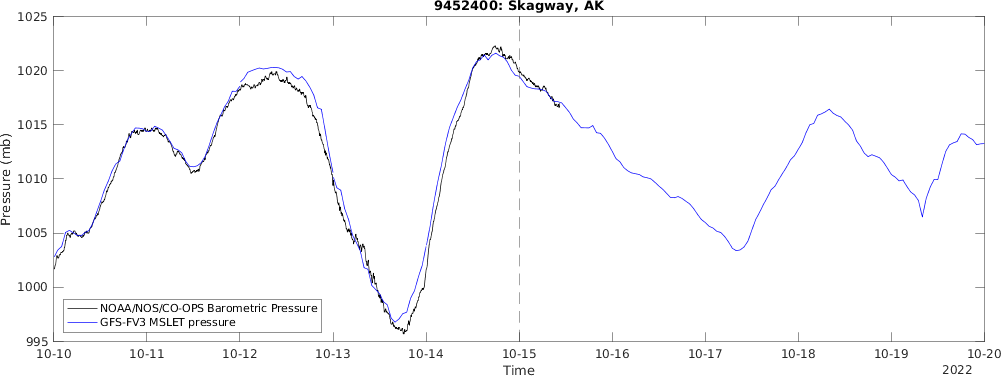 9452400: Skagway, AK
1025
1020
1015
1010
1005
1000
995
Pressure (mb)
NOAA/NOS/CO-OPS Barometric Pressure
GFS-FV3 MSLET pressure
10-10 10-11 10-12 10-13 10-14 10-15 10-16 10-17 10-18 10-19 10-20
Time
2022